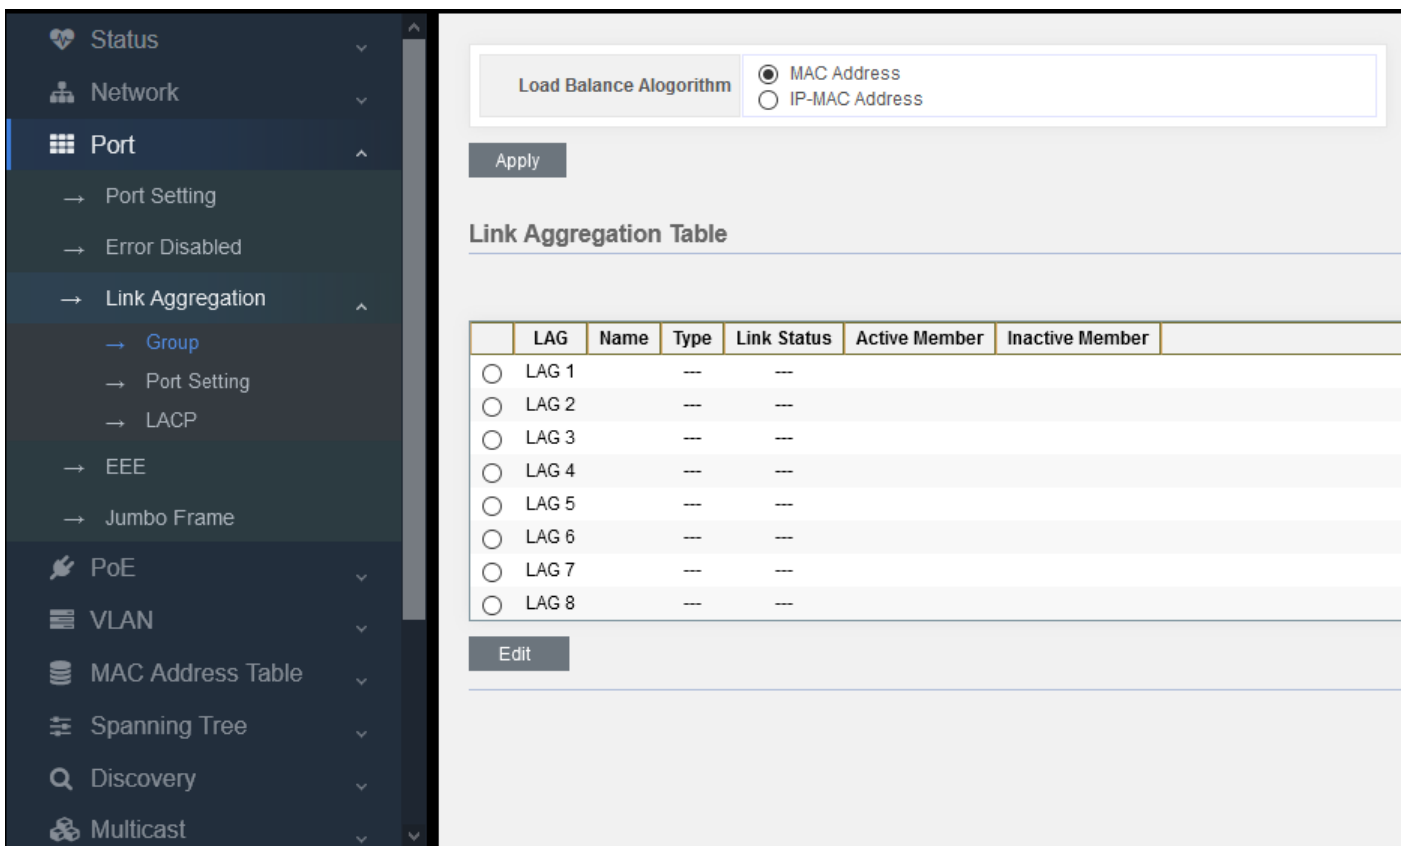 Status
Network
Port
→ Port Setting
→ Error Disabled
→ Link Aggregation
→ Group
→ Port Setting
→ LACP
→ EEE
→ Jumbo Frame
PoE
VLAN
MAC Address Table
Spanning Tree
Discovery
Multicast
Load Balance Alogorithm
MAC Address
IP-MAC Address
Apply
Link Aggregation Table
LAG Name Type Link Status Active Member Inactive Member
LAG 1 --- ---
LAG 2 --- ---
LAG 3 --- ---
LAG 4 --- ---
LAG 5 --- ---
LAG 6 --- ---
LAG 7 --- ---
LAG 8 --- ---
Edit